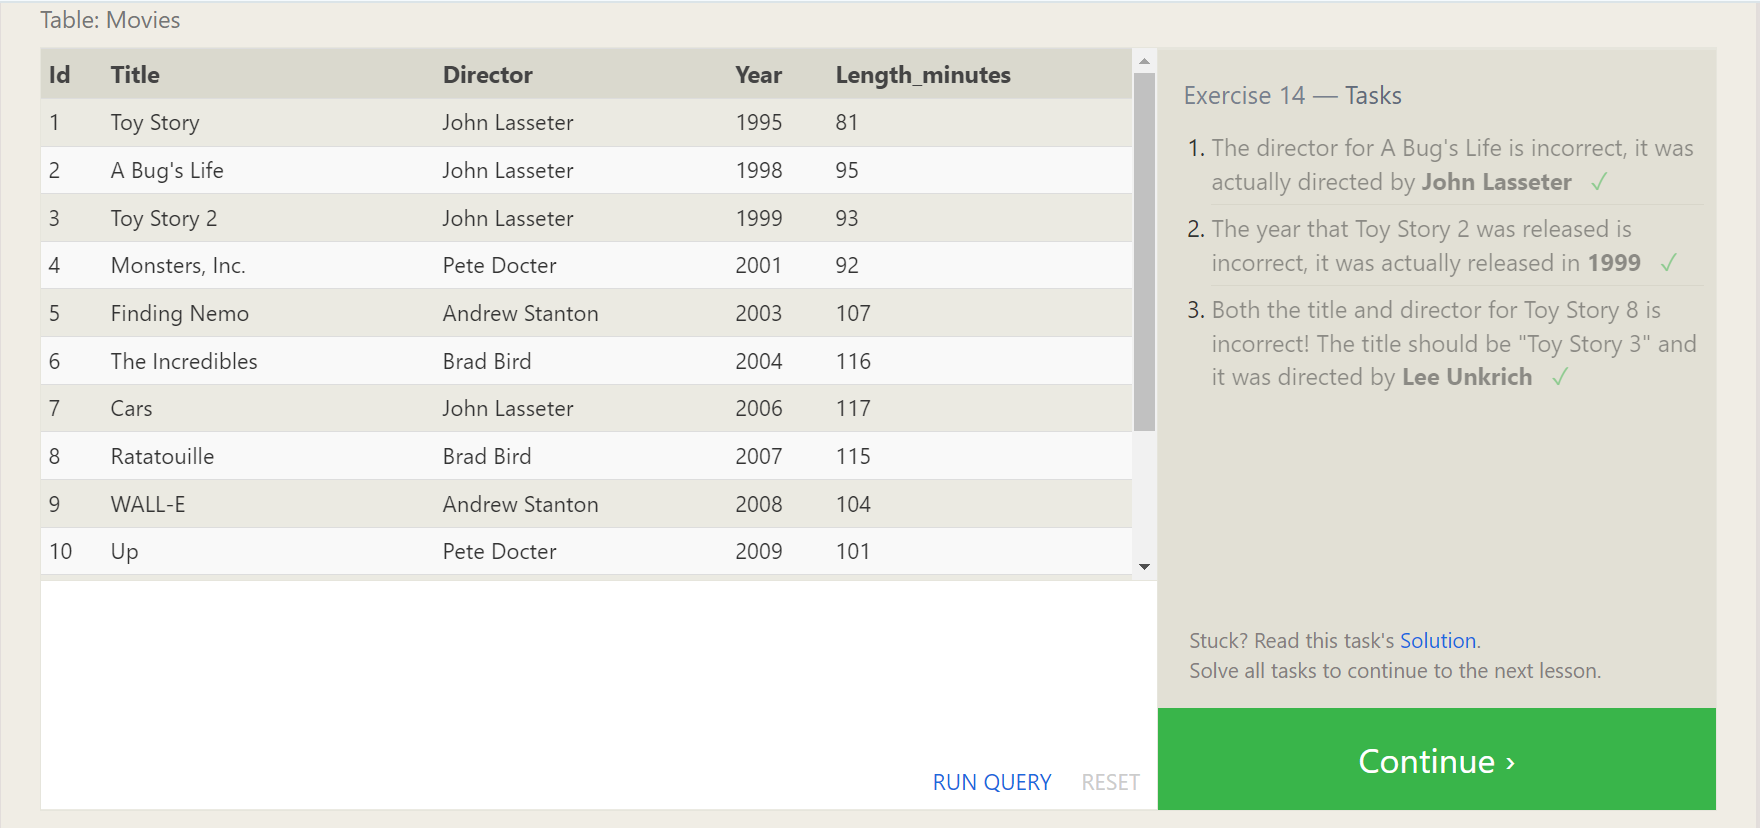 Table: Movies
Id Title Director Year Length_minutes
1 Toy Story John Lasseter 1995 81
2 A Bug's Life John Lasseter 1998 95
3 Toy Story 2 John Lasseter 1999 93
4 Monsters, Inc. Pete Docter 2001 92
5 Finding Nemo Andrew Stanton 2003 107
6 The Incredibles Brad Bird 2004 116
7 Cars John Lasseter 2006 117
8 Ratatouille Brad Bird 2007 115
9 WALL-E Andrew Stanton 2008 104
10 Up Pete Docter 2009 101
RUN QUERY RESET
Exercise 14 — Tasks
1. The director for A Bug's Life is incorrect, it was
actually directed by John Lasseter ✓
2. The year that Toy Story 2 was released is
incorrect, it was actually released in 1999 ✓
3. Both the title and director for Toy Story 8 is
incorrect! The title should be "Toy Story 3" and
it was directed by Lee Unkrich ✓
Stuck? Read this task's Solution.
Solve all tasks to continue to the next lesson.
Continue ›